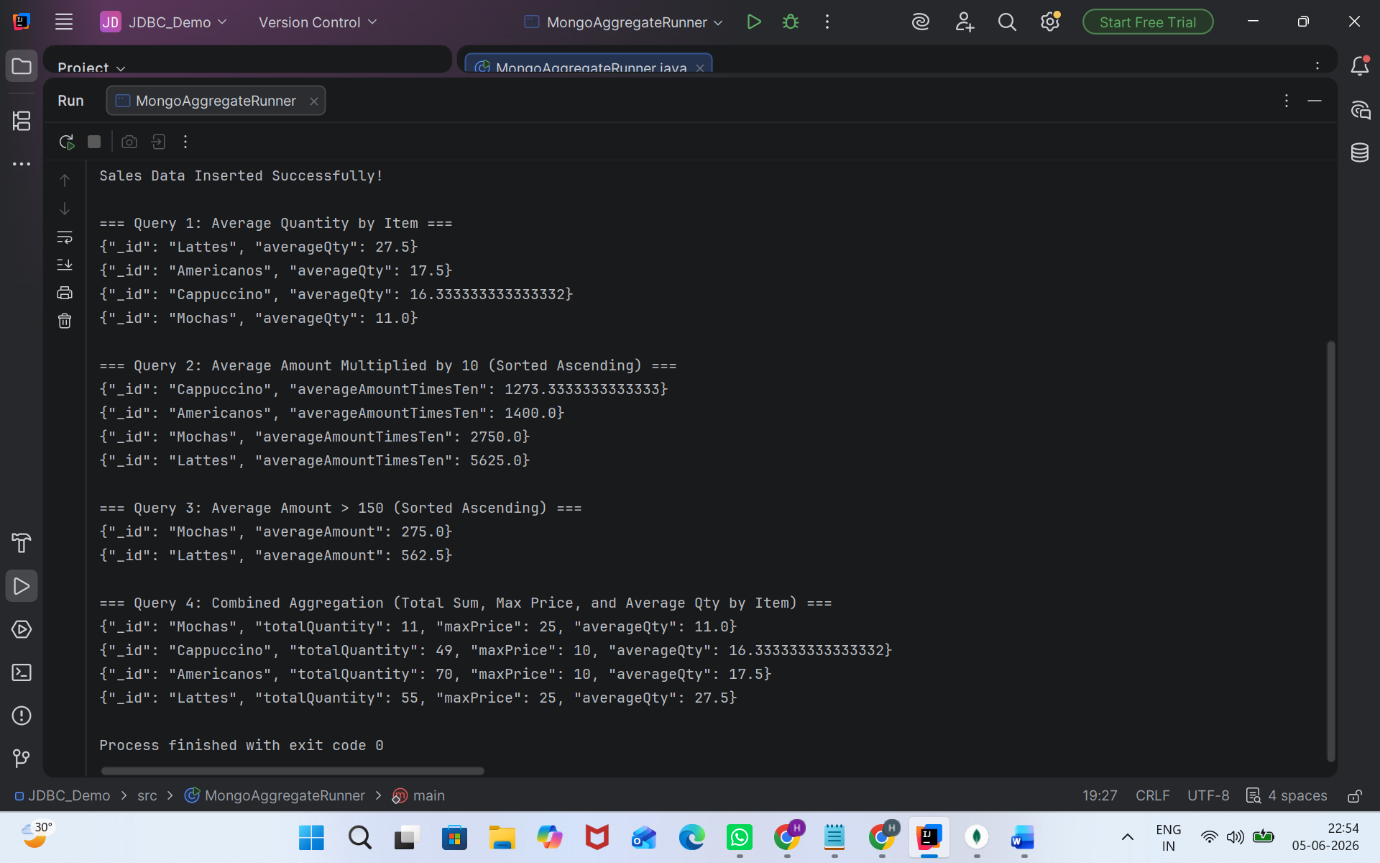 JD JDBC_Demo Version Control MongoAggregateRunner Start Free Trial
Project MongoAggregateRunner.java
Run MongoAggregateRunner
Sales Data Inserted Successfully!
=== Query 1: Average Quantity by Item ===
{"_id": "Lattes", "averageQty": 27.5}
{"_id": "Americanos", "averageQty": 17.5}
{"_id": "Cappuccino", "averageQty": 16.333333333333332}
{"_id": "Mochas", "averageQty": 11.0}
=== Query 2: Average Amount Multiplied by 10 (Sorted Ascending) ===
{"_id": "Cappuccino", "averageAmountTimesTen": 1273.3333333333333}
{"_id": "Americanos", "averageAmountTimesTen": 1400.0}
{"_id": "Mochas", "averageAmountTimesTen": 2750.0}
{"_id": "Lattes", "averageAmountTimesTen": 5625.0}
=== Query 3: Average Amount > 150 (Sorted Ascending) ===
{"_id": "Mochas", "averageAmount": 275.0}
{"_id": "Lattes", "averageAmount": 562.5}
=== Query 4: Combined Aggregation (Total Sum, Max Price, and Average Qty by Item) ===
{"_id": "Mochas", "totalQuantity": 11, "maxPrice": 25, "averageQty": 11.0}
{"_id": "Cappuccino", "totalQuantity": 49, "maxPrice": 10, "averageQty": 16.333333333333332}
{"_id": "Americanos", "totalQuantity": 70, "maxPrice": 10, "averageQty": 17.5}
{"_id": "Lattes", "totalQuantity": 55, "maxPrice": 25, "averageQty": 27.5}
Process finished with exit code 0
JDBC_Demo > src > MongoAggregateRunner > main 19:27 CRLF UTF-8 4 spaces
30° ENG 22:54
IN 05-06-2026